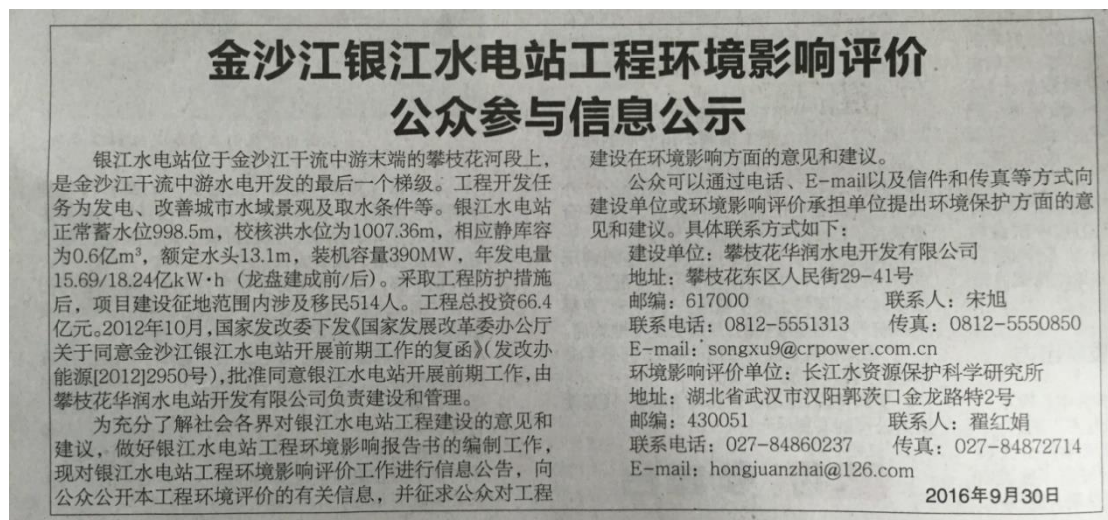 金沙江银江水电站工程环境影响评价
公众参与信息公示
银江水电站位于金沙江干流中游末端的攀枝花河段上，
是金沙江干流中游水电开发的最后一个梯级。工程开发任
务为发电、改善城市水域景观及取水条件等。银江水电站
正常蓄水位998.5m，校核洪水位为1007.36m，相应静库容
为0.6亿m³，额定水头13.1m，装机容量390MW，年发电量
15.69/18.24亿kW·h（龙盘建成前/后）。采取工程防护措施
后，项目建设征地范围内涉及移民514人。工程总投资66.4
亿元。2012年10月，国家发改委下发《国家发展改革委办公厅
关于同意金沙江银江水电站开展前期工作的复函》（发改办
能源[2012]2950号），批准同意银江水电站开展前期工作，由
攀枝花华润水电站开发有限公司负责建设和管理。
为充分了解社会各界对银江水电站工程建设的意见和
建议，做好银江水电站工程环境影响报告书的编制工作，
现对银江水电站工程环境影响评价工作进行信息公告，向
公众公开本工程环境评价的有关信息，并征求公众对工程
建设在环境影响方面的意见和建议。
公众可以通过电话、E-mail以及信件和传真等方式向
建设单位或环境影响评价承担单位提出环境保护方面的意
见和建议。具体联系方式如下：
建设单位：攀枝花华润水电开发有限公司
地址：攀枝花东区人民街29-41号
邮编：617000 联系人：宋旭
联系电话：0812-5551313 传真：0812-5550850
E-mail：songxu9@crpower.com.cn
环境影响评价单位：长江水资源保护科学研究所
地址：湖北省武汉市汉阳郭茨口金龙路特2号
邮编：430051 联系人：翟红娟
联系电话：027-84860237 传真：027-84872714
E-mail：hongjuanzhai@126.com
2016年9月30日